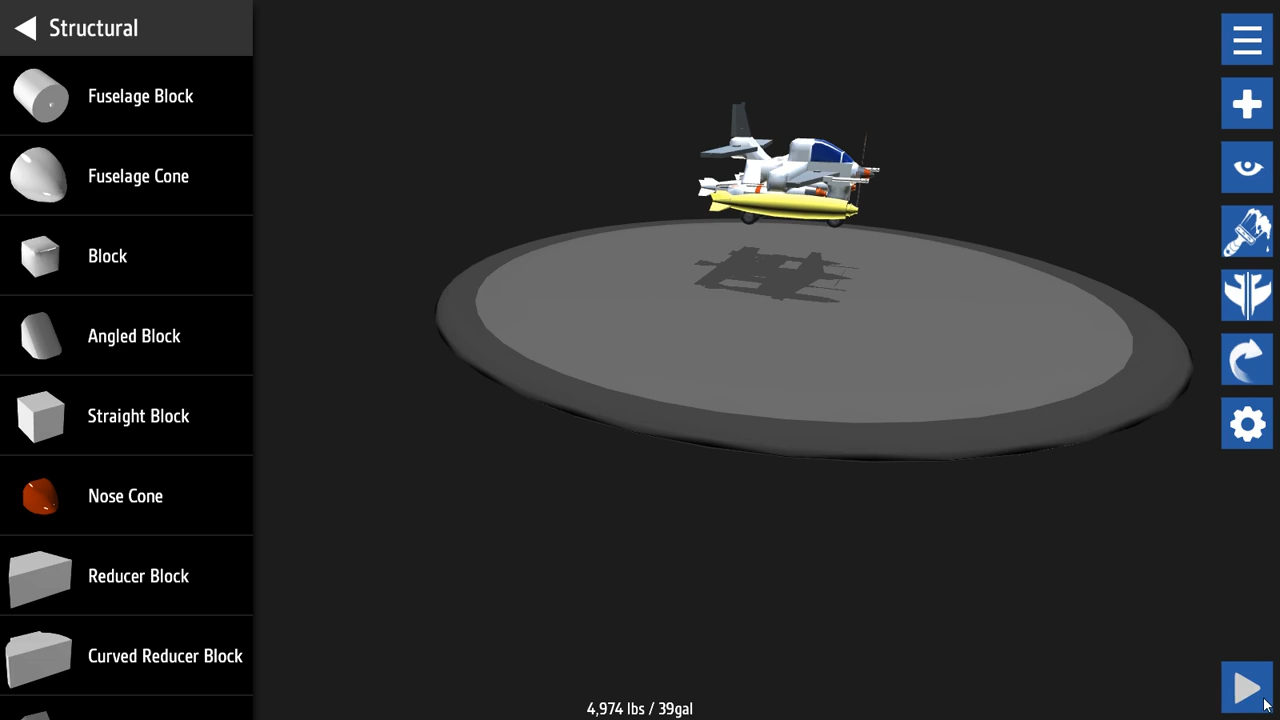 Structural
Fuselage Block
Fuselage Cone
Block
Angled Block
Straight Block
Nose Cone
Reducer Block
Curved Reducer Block
4,974 lbs / 39gal